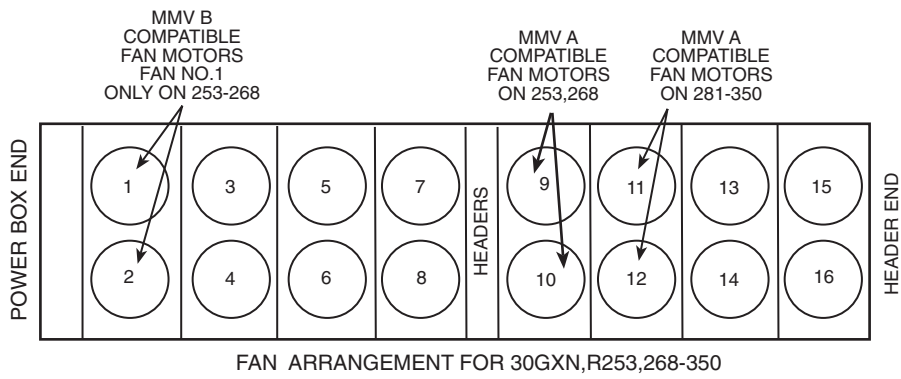 MMV B
COMPATIBLE
FAN MOTORS
FAN NO.1
ONLY ON 253-268
MMV A
COMPATIBLE
FAN MOTORS
ON 253,268
MMV A
COMPATIBLE
FAN MOTORS
ON 281-350
POWER BOX END
1
3
5
7
HEADERS
9
11
13
15
2
4
6
8
10
12
14
16
HEADER END
FAN ARRANGEMENT FOR 30GXN,R253,268-350